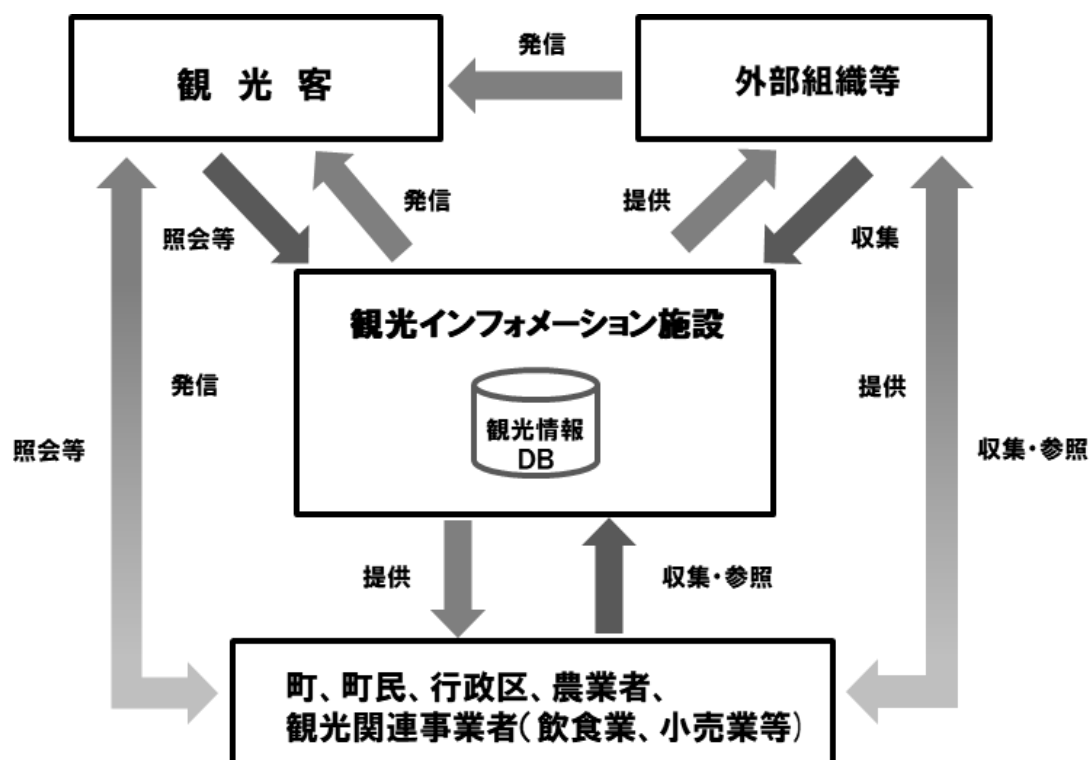 観光客
発信
外部組織等
照会等
発信
提供
収集
観光インフォメーション施設
観光情報
DB
発信
照会等
提供
収集・参照
提供
収集・参照
町、町民、行政区、農業者、
観光関連事業者(飲食業、小売業等)